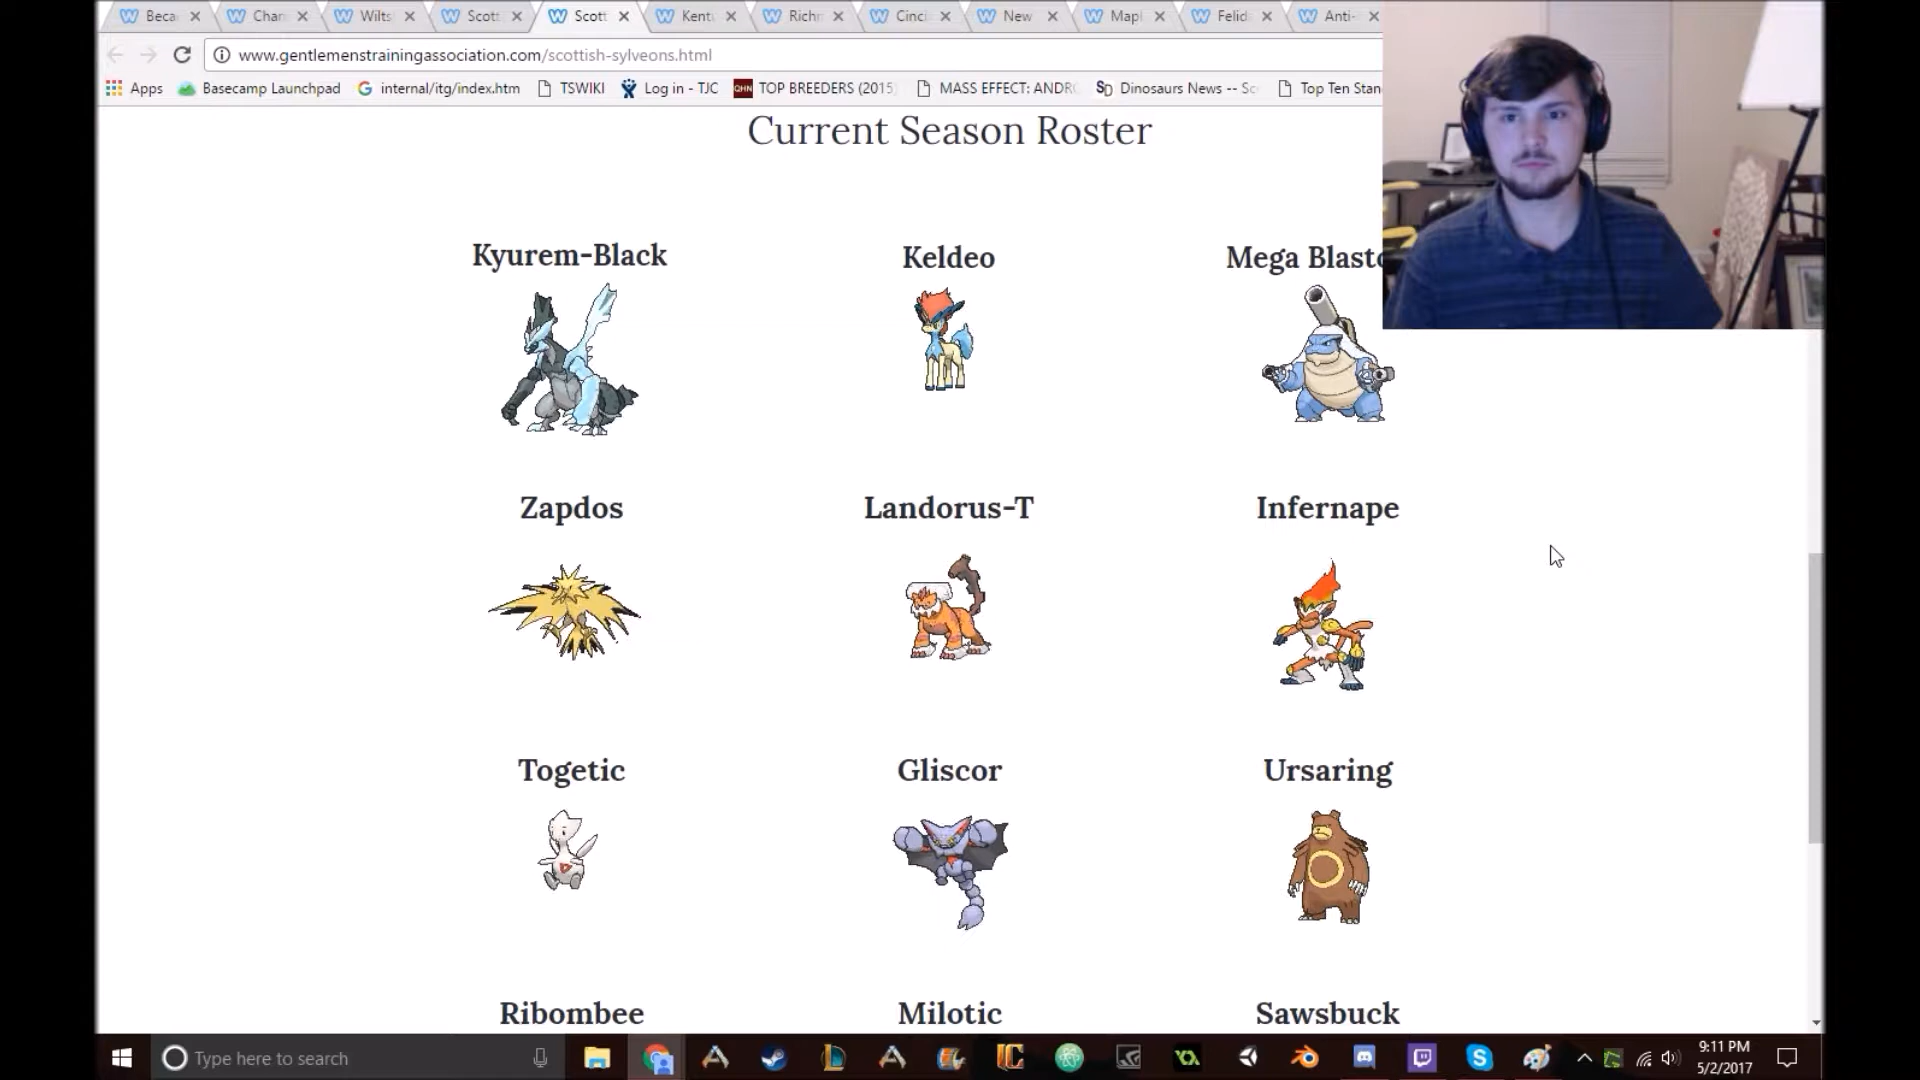 Beca Char Wilts Scott Scott Kent Richr Cinci New Mapl Felid Anti-
www.gentlemenstrainingassociation.com/scottish-sylveons.html
Apps Basecamp Launchpad internal/itg/index.htm TSWIKI Log in - TJC QHN TOP BREEDERS (2015 MASS EFFECT: ANDR SD Dinosaurs News -- Sc Top Ten Stan
Current Season Roster
Kyurem-Black Keldeo Mega Blasto
Zapdos Landorus-T Infernape
Togetic Gliscor Ursaring
Ribombee Milotic Sawsbuck
Type here to search
9:11 PM
5/2/2017